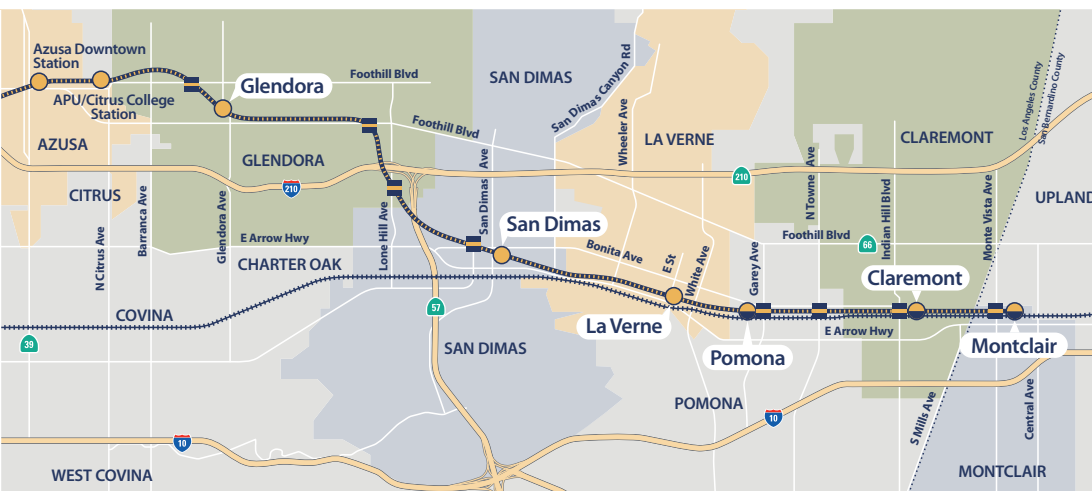 Azusa Downtown
Station
APU/Citrus College
Station
Glendora
Foothill Blvd
Foothill Blvd
SAN DIMAS
San Dimas Canyon Rd
Wheeler Ave
LA VERNE
CLAREMONT
Los Angeles County
San Bernardino County
AZUSA
GLENDORA
210
210
CITRUS
Barranca Ave
N Citrus Ave
Glendora Ave
Lone Hill Ave
San Dimas Ave
N Towne Ave
Indian Hill Blvd
Monte Vista Ave
UPLAND
E Arrow Hwy
San Dimas
Bonita Ave
E St
White Ave
Garey Ave
Foothill Blvd
66
CHARTER OAK
Claremont
57
COVINA
La Verne
Pomona
E Arrow Hwy
Montclair
39
SAN DIMAS
POMONA
10
10
S Mills Ave
Central Ave
WEST COVINA
MONTCLAIR